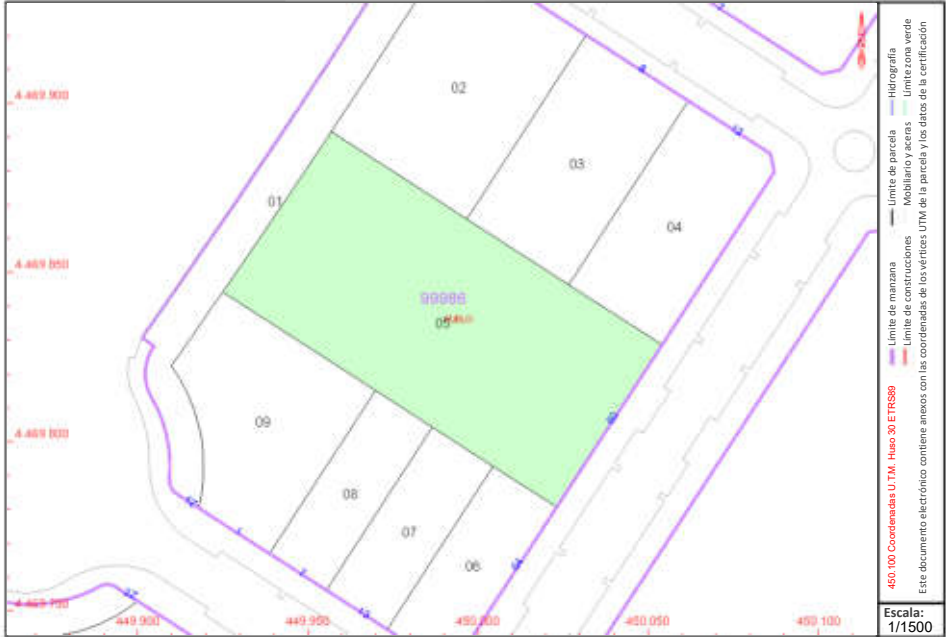 02
4.469.900
03
01
04
4.469.850
99986
05
SUELO
4.469.800
09
08
07
06
4.469.750
449.900
449.950
450.000
450.050
450.100
450.100 Coordenadas U.T.M. Huso 30 ETRS89
Límite de manzana
Límite de construcciones
Límite de parcela
Mobiliario y aceras
Hidrografía
Límite zona verde
Este documento electrónico contiene anexos con las coordenadas de los vértices UTM de la parcela y los datos de la certificación
Escala:
1/1500